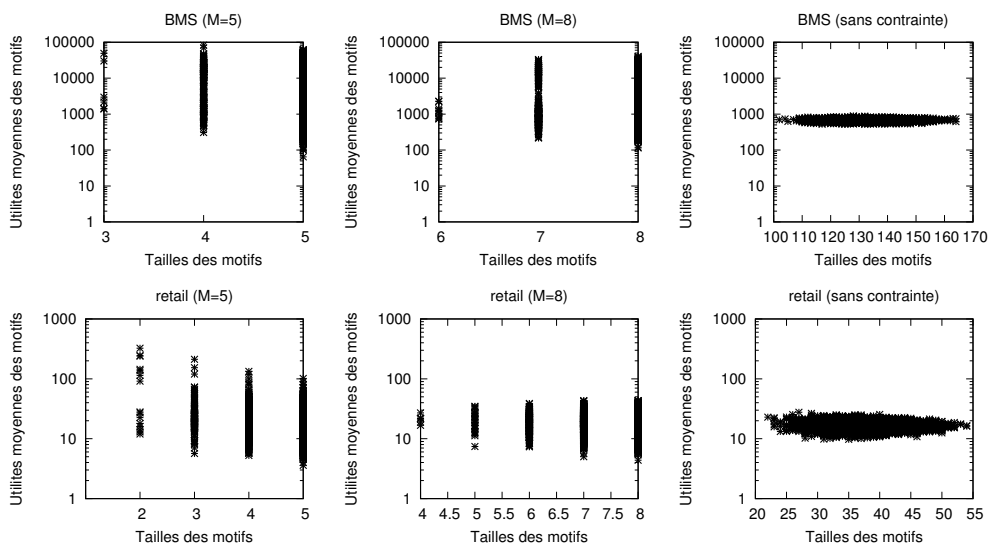 BMS (M=5)
Utilites moyennes des motifs
100000
10000
1000
100
10
1
3 4 5
Tailles des motifs
BMS (M=8)
Utilites moyennes des motifs
100000
10000
1000
100
10
1
6 7 8
Tailles des motifs
BMS (sans contrainte)
Utilites moyennes des motifs
100000
10000
1000
100
10
1
100 110 120 130 140 150 160 170
Tailles des motifs
retail (M=5)
Utilites moyennes des motifs
1000
100
10
1
2 3 4 5
Tailles des motifs
retail (M=8)
Utilites moyennes des motifs
1000
100
10
1
4 4.5 5 5.5 6 6.5 7 7.5 8
Tailles des motifs
retail (sans contrainte)
Utilites moyennes des motifs
1000
100
10
1
20 25 30 35 40 45 50 55
Tailles des motifs